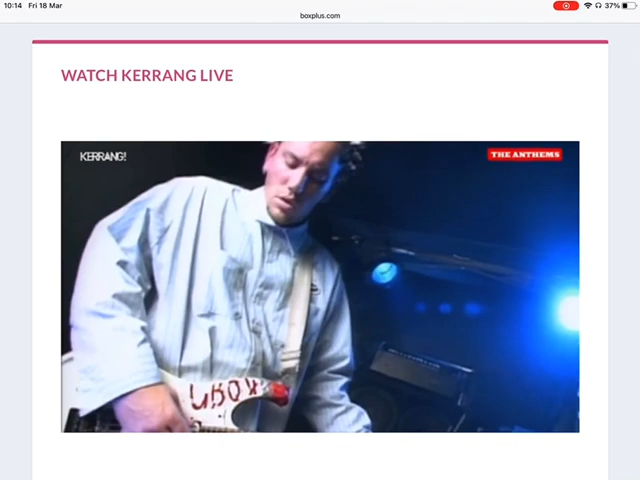 10:14 Fri 18 Mar
37%
boxplus.com
WATCH KERRANG LIVE
KERRANG!
THE ANTHEMS